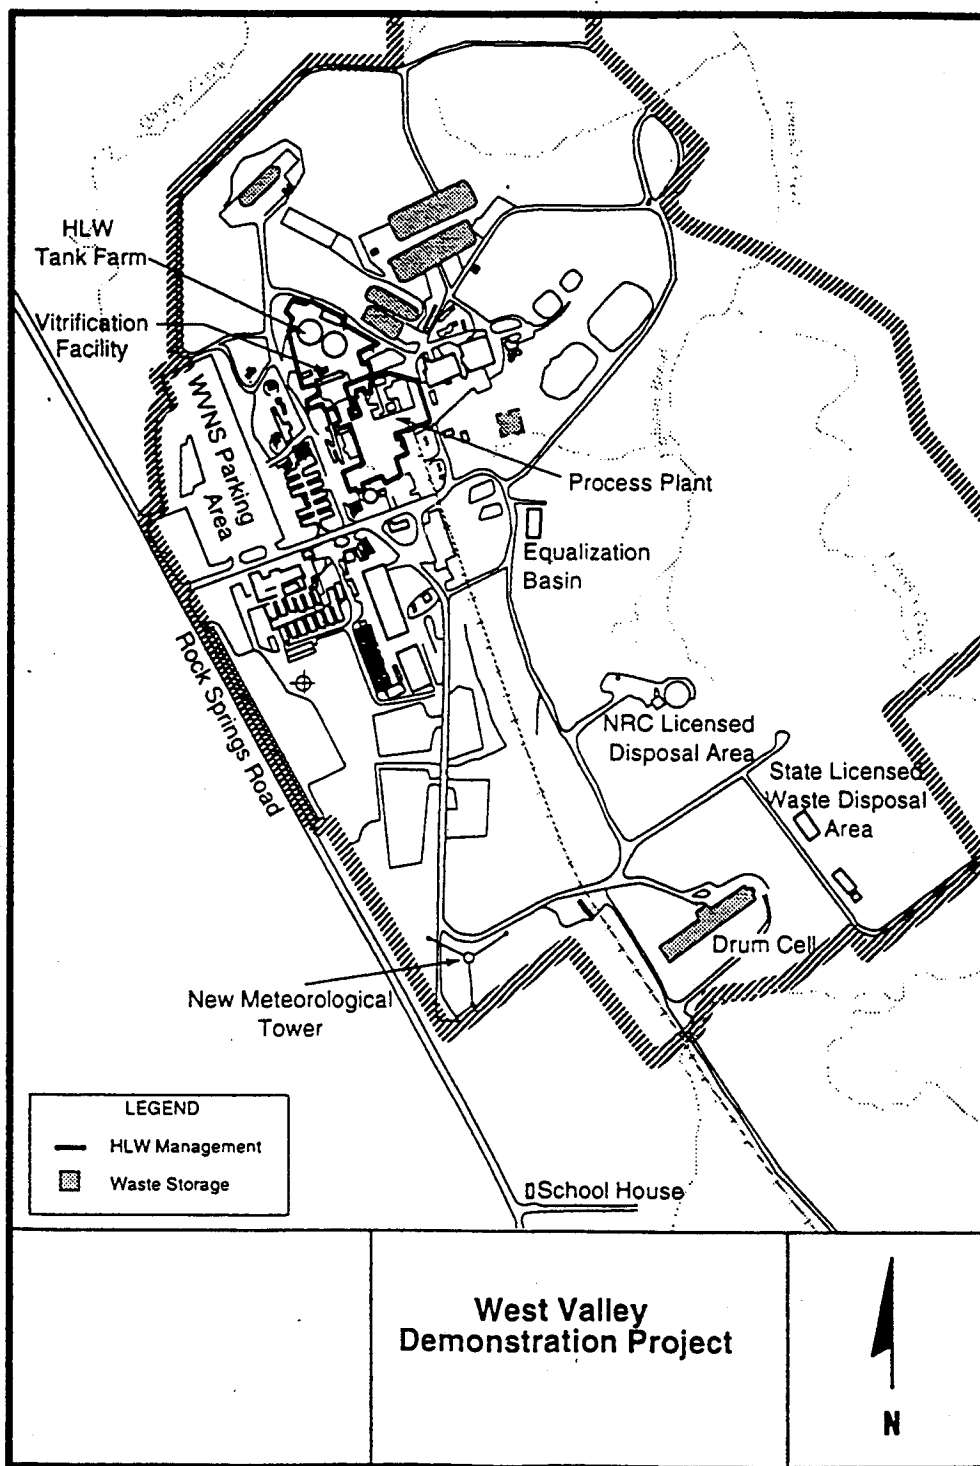 HLW
Tank Farm
Vitrification
Facility
WVNS Parking
Area
Process Plant
Equalization
Basin
Rock Springs Road
NRC Licensed
Disposal Area
State Licensed
Waste Disposal
Area
Drum Cell
New Meteorological
Tower
LEGEND
HLW Management
Waste Storage
School House
West Valley
Demonstration Project
N